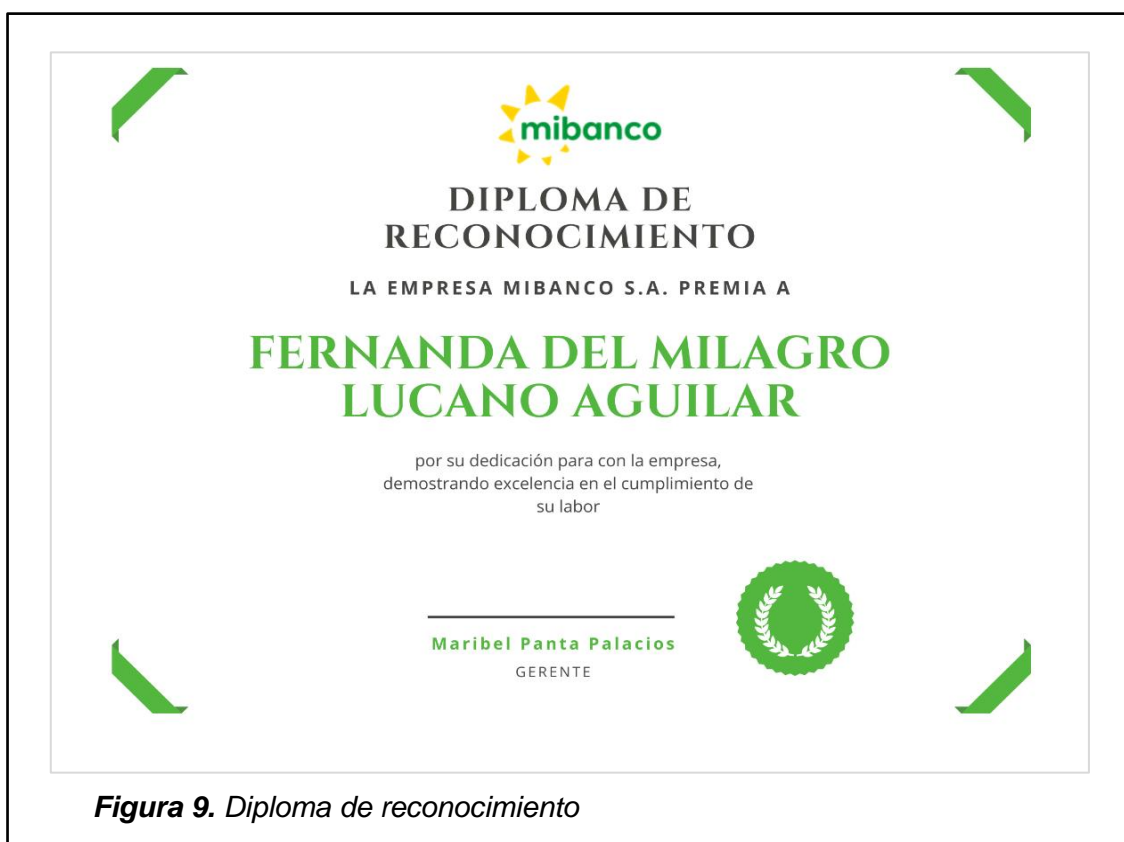 mibanco
DIPLOMA DE
RECONOCIMIENTO
LA EMPRESA MIBANCO S.A. PREMIA A
FERNANDA DEL MILAGRO
LUCANO AGUILAR
por su dedicación para con la empresa,
demostrando excelencia en el cumplimiento de
su labor
Maribel Panta Palacios
GERENTE
Figura 9. Diploma de reconocimiento